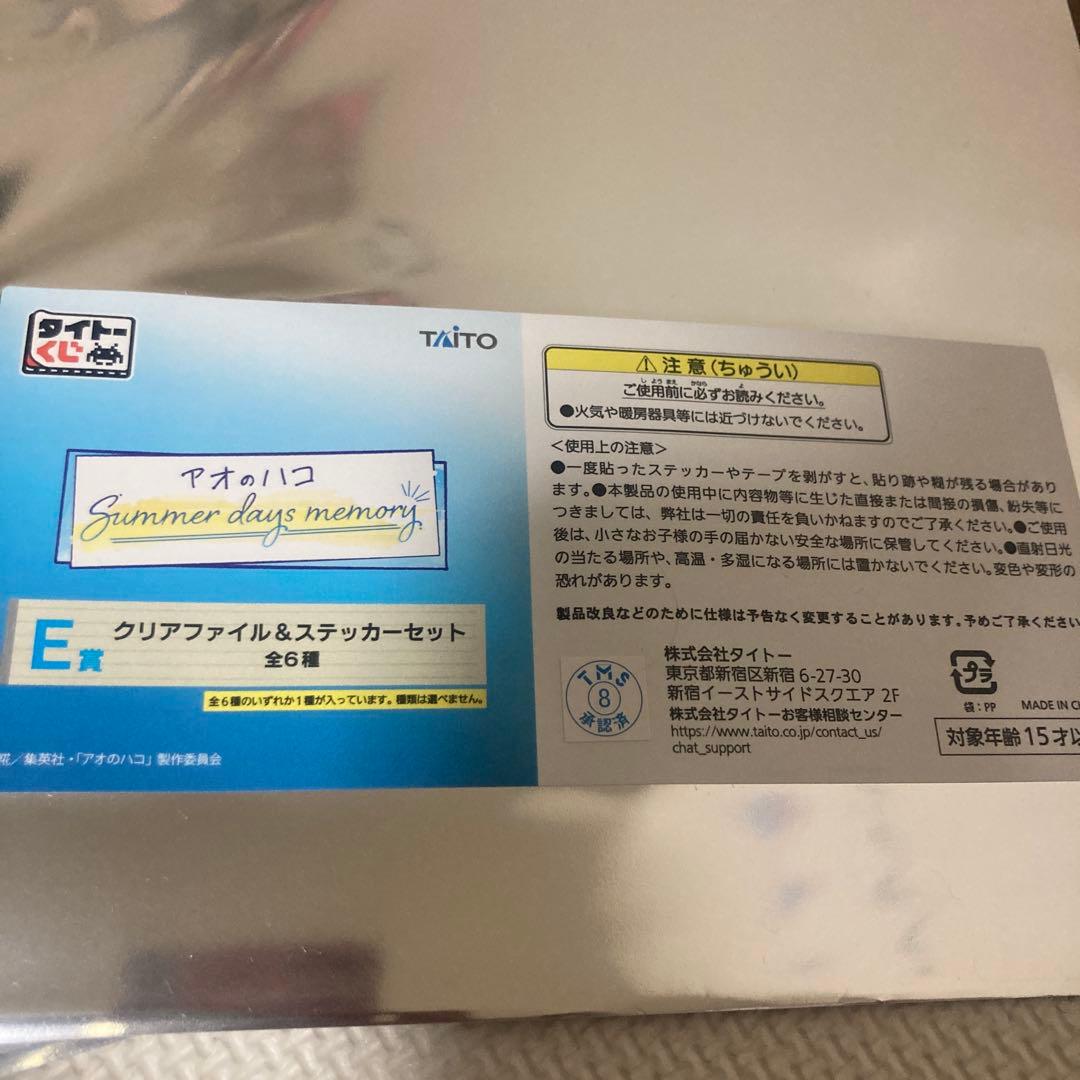 タイトー
くじ
TAITO
アオのハコ
Summer days memory
E賞
クリアファイル&ステッカーセット
全6種
全6種のいずれか1種が入っています。種類は選べません。
糀/集英社・「アオのハコ」製作委員会
⚠注意(ちゅうい)
ご使用前に必ずお読みください。
●火気や暖房器具等には近づけないでください。
<使用上の注意>
●一度貼ったステッカーやテープを剥がすと、貼り跡や糊が残る場合があり
ます。●本製品の使用中に内容物等に生じた直接または間接の損傷、紛失等に
つきましては、弊社は一切の責任を負いかねますのでご了承ください。●ご使用
後は、小さなお子様の手の届かない安全な場所に保管してください。●直射日光
の当たる場所や、高温・多湿になる場所には置かないでください。変色や変形の
恐れがあります。
製品改良などのために仕様は予告なく変更することがあります。予めご了承ください
TMS
8
承認済
株式会社タイトー
東京都新宿区新宿 6-27-30
新宿イーストサイドスクエア 2F
株式会社タイトーお客様相談センター
https://www.taito.co.jp/contact_us/
chat_support
プラ
袋:PP
MADE IN
対象年齢15才以